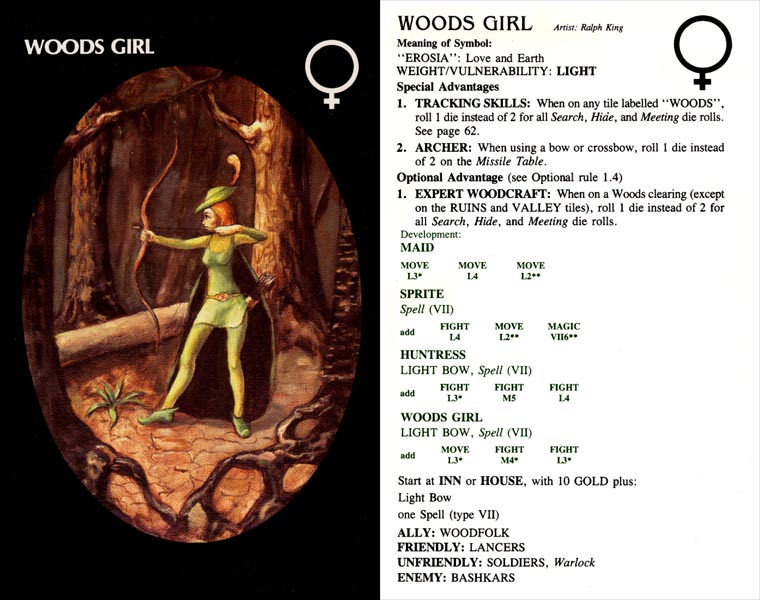 WOODS GIRL
WOODS GIRL Artist: Ralph King
Meaning of Symbol:
"EROSIA": Love and Earth
WEIGHT/VULNERABILITY: LIGHT
Special Advantages
1. TRACKING SKILLS: When on any tile labelled "WOODS",
roll 1 die instead of 2 for all Search, Hide, and Meeting die rolls.
See page 62.
2. ARCHER: When using a bow or crossbow, roll 1 die instead
of 2 on the Missile Table.
Optional Advantage (see Optional rule 1.4)
1. EXPERT WOODCRAFT: When on a Woods clearing (except
on the RUINS and VALLEY tiles), roll 1 die instead of 2 for
all Search, Hide, and Meeting die rolls.
Development:
MAID
MOVE MOVE MOVE
L3* L4 L2**
SPRITE
Spell (VII)
FIGHT MOVE MAGIC
add L4 L2** VII6**
HUNTRESS
LIGHT BOW, Spell (VII)
FIGHT FIGHT FIGHT
add L3* M5 L4
WOODS GIRL
LIGHT BOW, Spell (VII)
MOVE FIGHT FIGHT
add L3* M4* L3*
Start at INN or HOUSE, with 10 GOLD plus:
Light Bow
one Spell (type VII)
ALLY: WOODFOLK
FRIENDLY: LANCERS
UNFRIENDLY: SOLDIERS, Warlock
ENEMY: BASHKARS